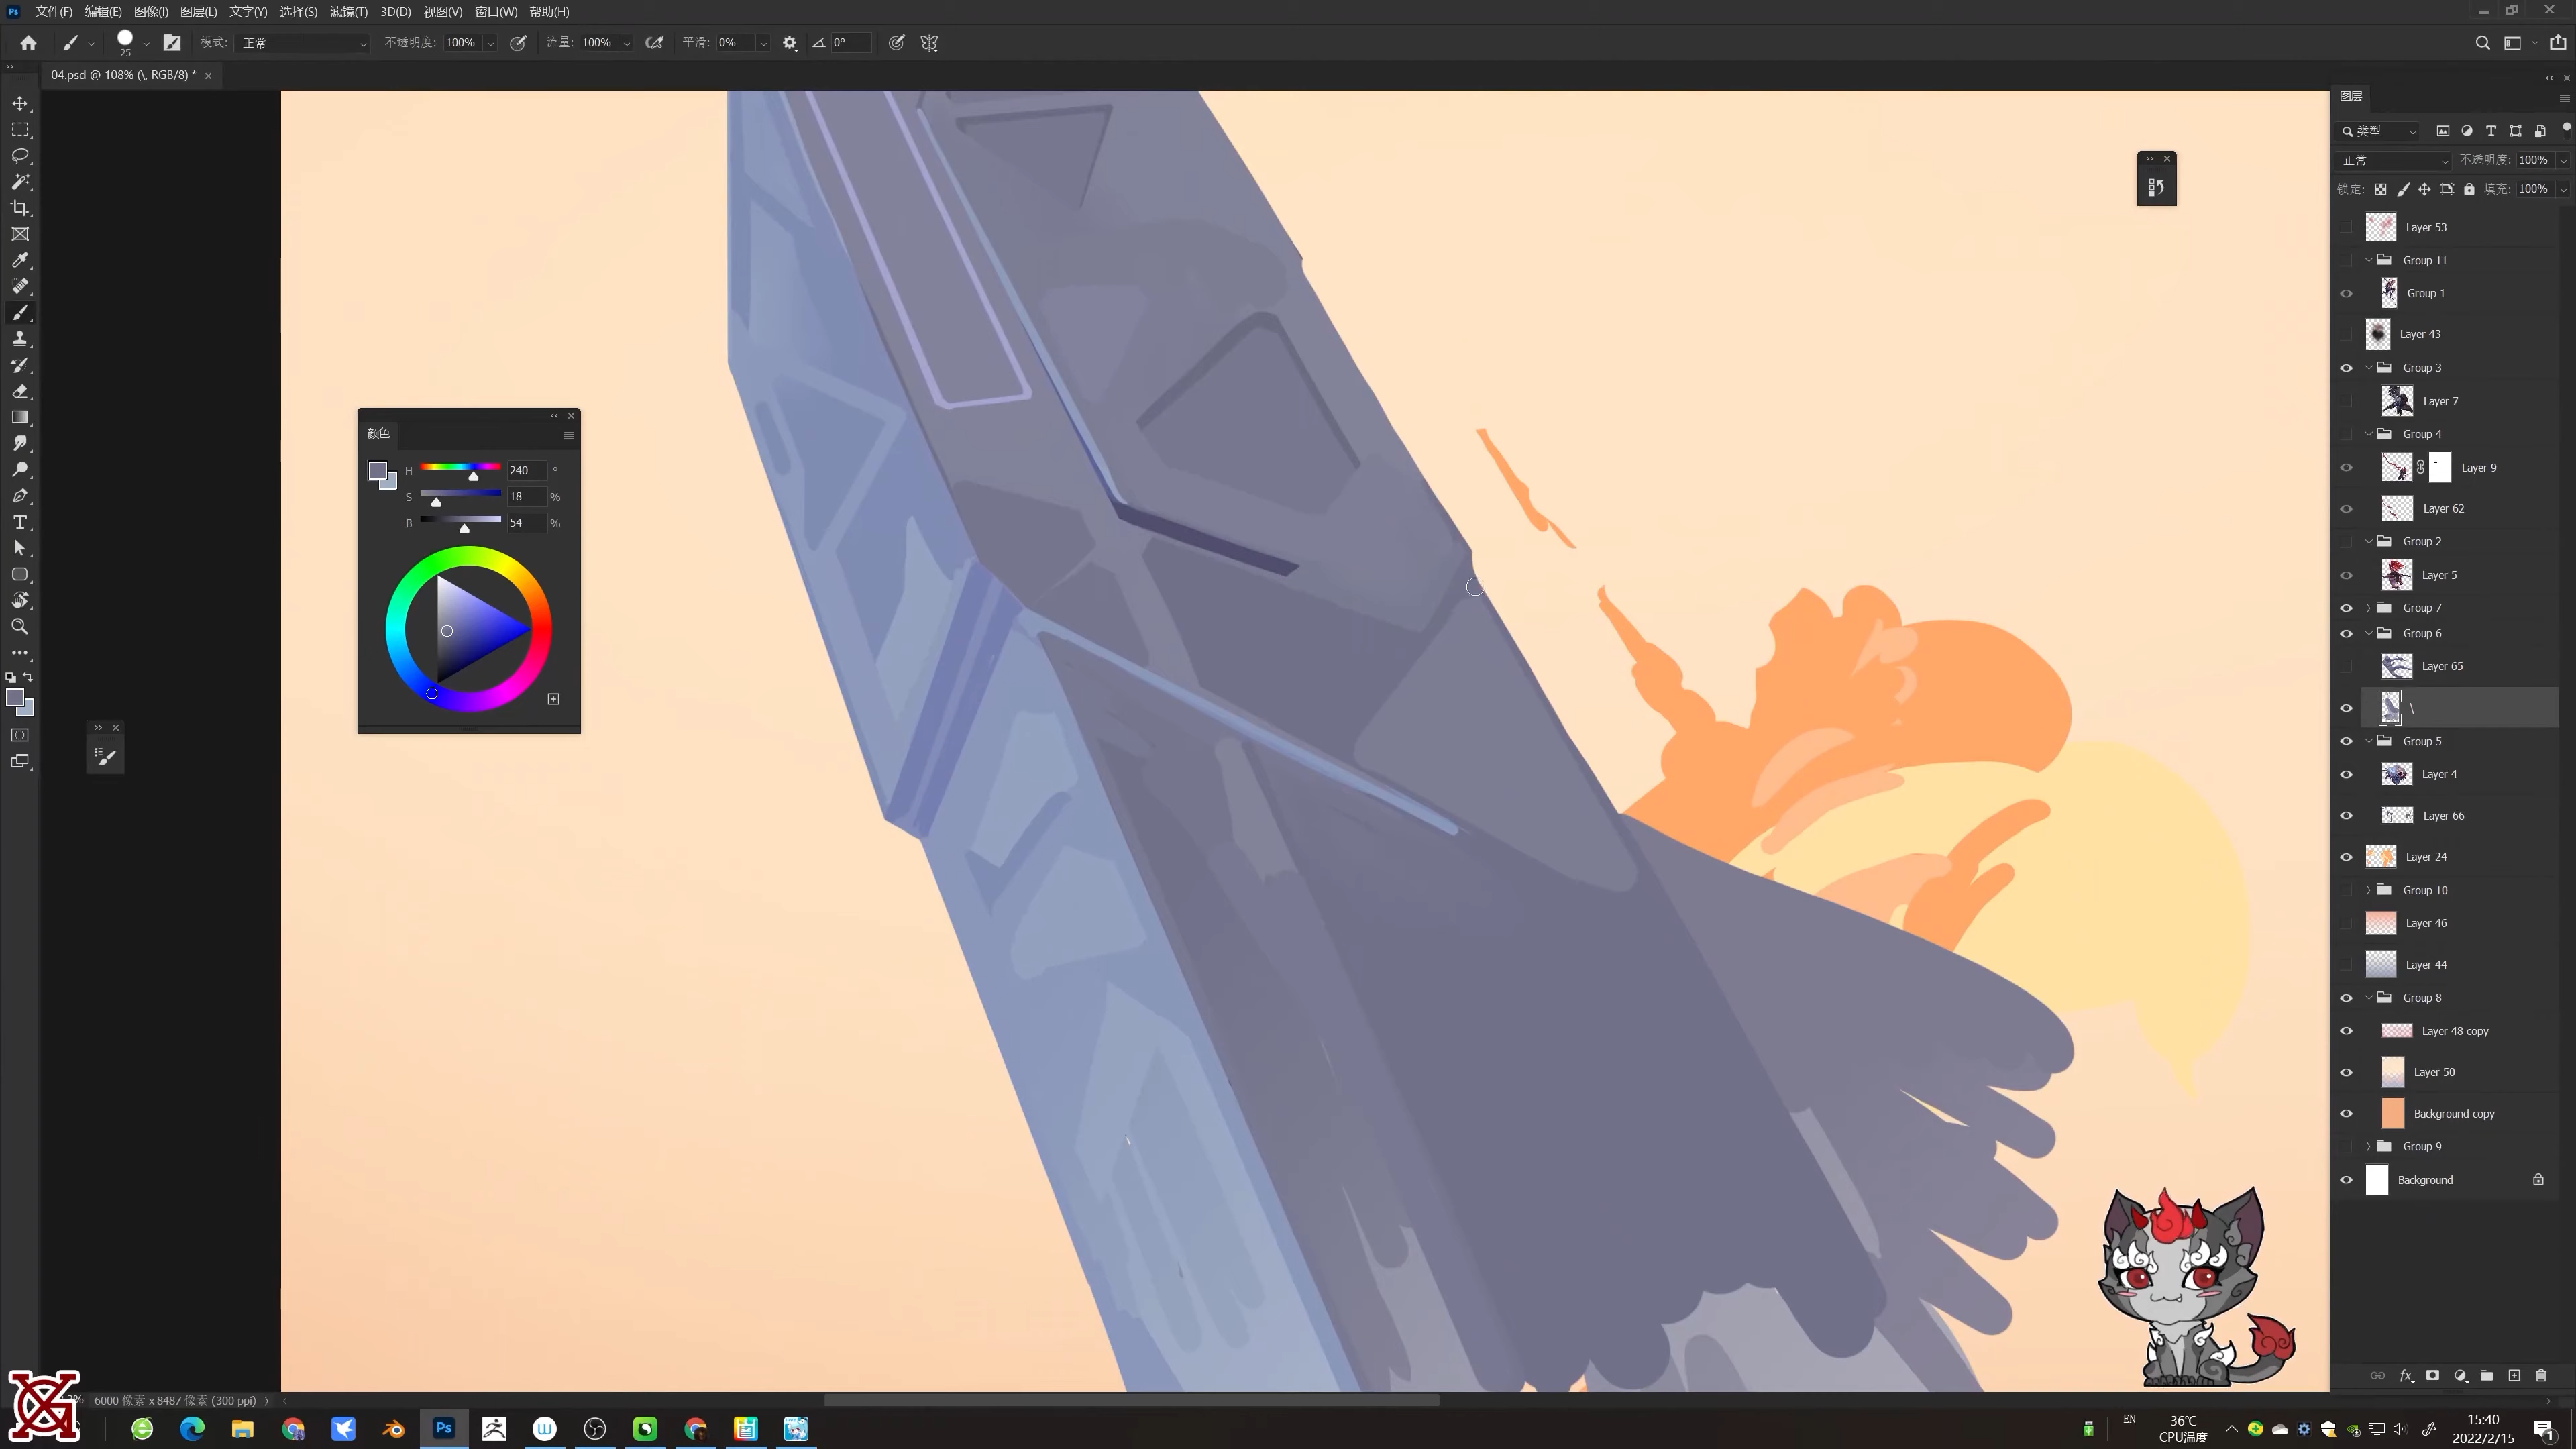 Ps 文件(F) 编辑(E) 图像(I) 图层(L) 文字(Y) 选择(S) 滤镜(T) 3D(D) 视图(V) 窗口(W) 帮助(H)
25 模式: 正常 不透明度: 100% 流量: 100% 平滑: 0% 0°
04.psd @ 108% (\, RGB/8) * ×
图层
类型
正常 不透明度: 100%
锁定: 填充: 100%
Layer 53
Group 11
Group 1
Layer 43
Group 3
Layer 7
Group 4
Layer 9
Layer 62
Group 2
Layer 5
Group 7
Group 6
Layer 65
\
Group 5
Layer 4
Layer 66
Layer 24
Group 10
Layer 46
Layer 44
Group 8
Layer 48 copy
Layer 50
Background copy
Group 9
Background
fx
颜色
H 240 °
S 18 %
B 54 %
6000 像素 x 8487 像素 (300 ppi)
Ps
EN
36℃
CPU温度
15:40
2022/2/15
1